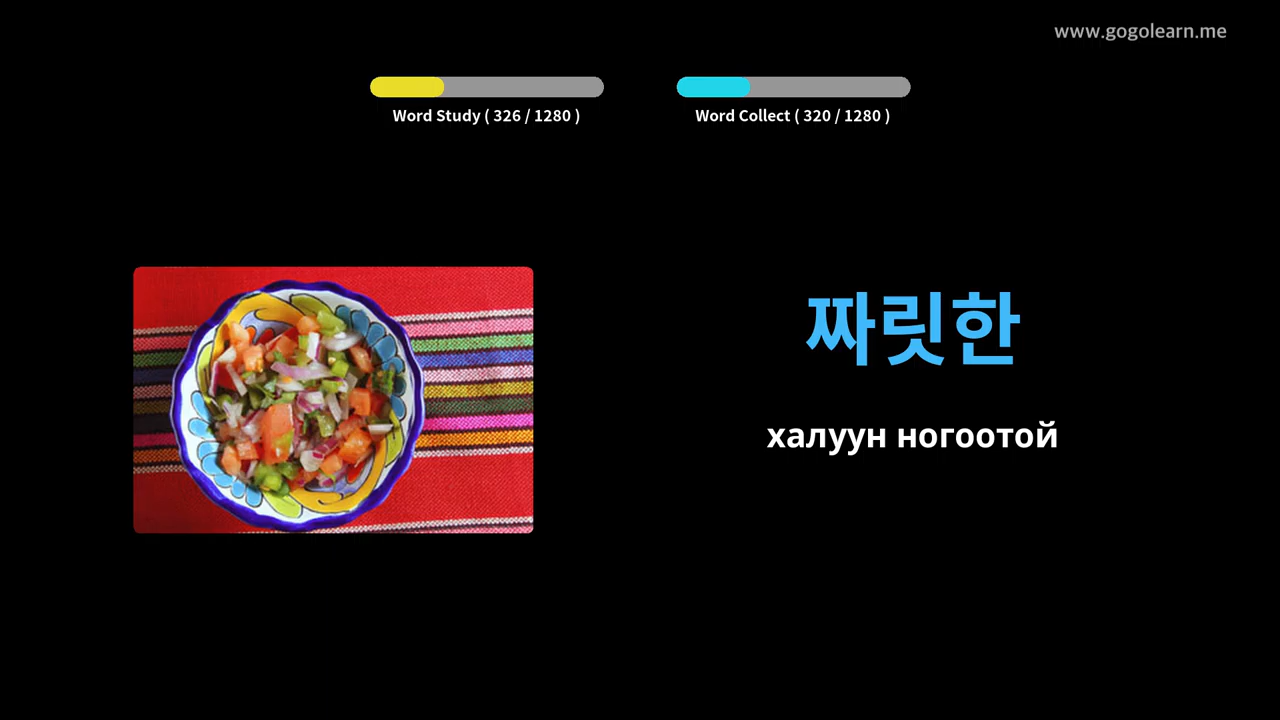 www.gogolearn.me
Word Study ( 326 / 1280 )
Word Collect ( 320 / 1280 )
짜릿한
халуун ногоотой